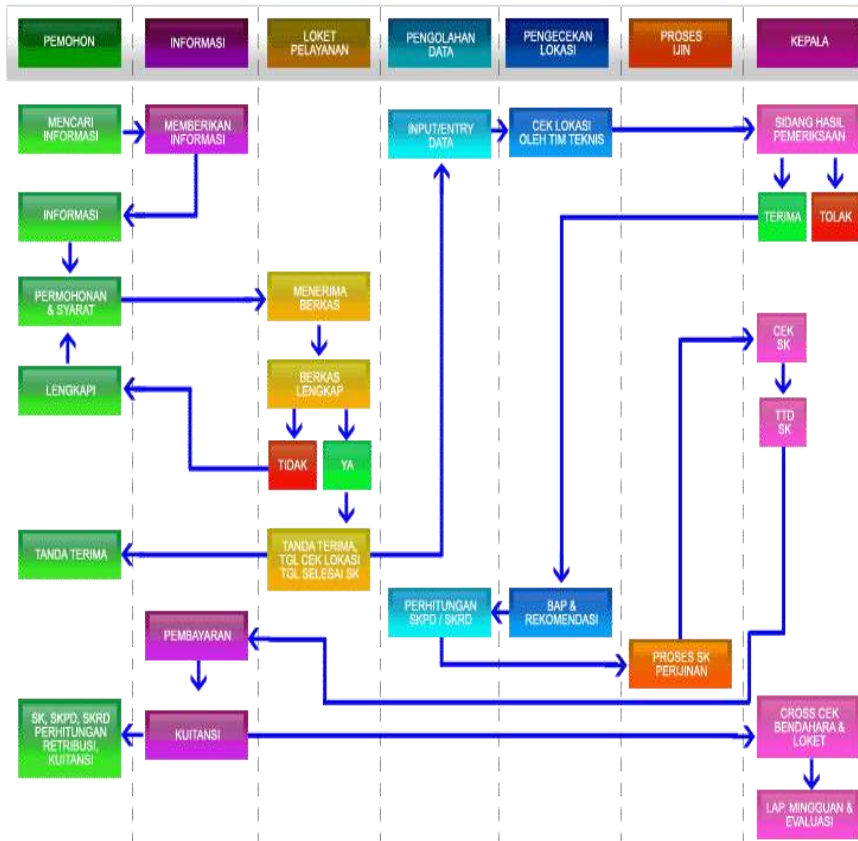 PEMOHON
INFORMASI
LOKET
PELAYANAN
PENGOLAHAN
DATA
PENGECEKAN
LOKASI
PROSES
IJIN
KEPALA
MENCARI
INFORMASI
MEMBERIKAN
INFORMASI
INPUT/ENTRY
DATA
CEK LOKASI
OLEH TIM TEKNIS
SIDANG HASIL
PEMERIKSAAN
INFORMASI
TERIMA
TOLAK
PERMOHONAN
& SYARAT
MENERIMA
BERKAS
CEK
SK
LENGKAPI
BERKAS
LENGKAP
TTD
SK
TIDAK
YA
TANDA TERIMA
TANDA TERIMA,
TGL CEK LOKASI
TGL SELESAI SK
PERHITUNGAN
SKPD / SKRD
BAP &
REKOMENDASI
PEMBAYARAN
PROSES SK
PERIJINAN
SK, SKPD, SKRD
PERHITUNGAN
RETRIBUSI,
KUITANSI
KUITANSI
CROSS CEK
BENDAHARA &
LOKET
LAP. MINGGUAN &
EVALUASI